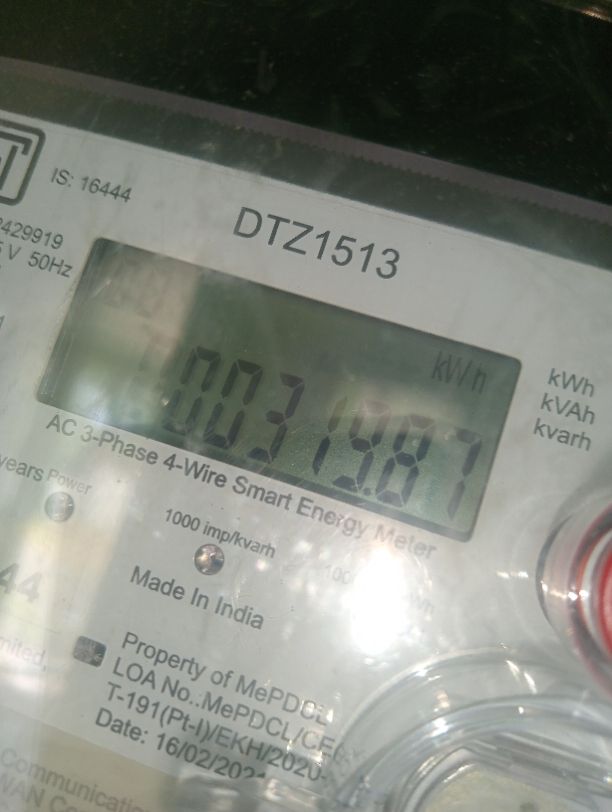 IS: 16444
DTZ1513
2429919
V 50Hz
kWh
00319.87
kWh
kVAh
kvarh
AC 3-Phase 4-Wire Smart Energy Meter
years Power
1000 imp/kvarh
44
Made In India
Property of MePDCL
LOA No.:MePDCL/CE
T-191(Pt-I)/EKH/2020-
Date: 16/02/202